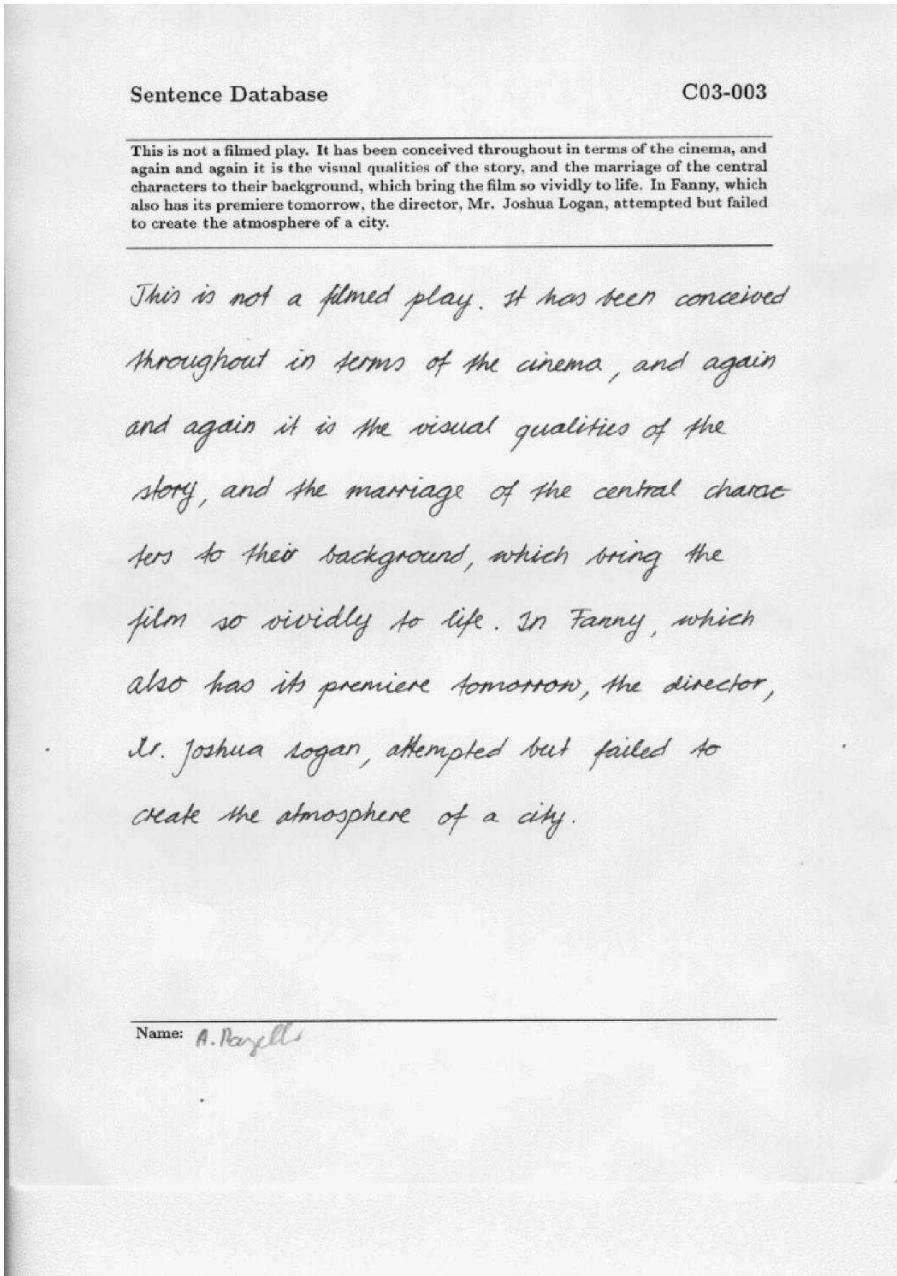 Sentence Database C03-003
This is not a filmed play. It has been conceived throughout in terms of the cinema, and
again and again it is the visual qualities of the story, and the marriage of the central
characters to their background, which bring the film so vividly to life. In Fanny, which
also has its premiere tomorrow, the director, Mr. Joshua Logan, attempted but failed
to create the atmosphere of a city.
This is not a filmed play. It has been conceived
throughout in terms of the cinema, and again
and again it is the visual qualities of the
story, and the marriage of the central charac-
ters to their background, which bring the
film so vividly to life. In Fanny, which
also has its premiere tomorrow, the director,
Mr. Joshua Logan, attempted but failed to
create the atmosphere of a city.
Name: A.